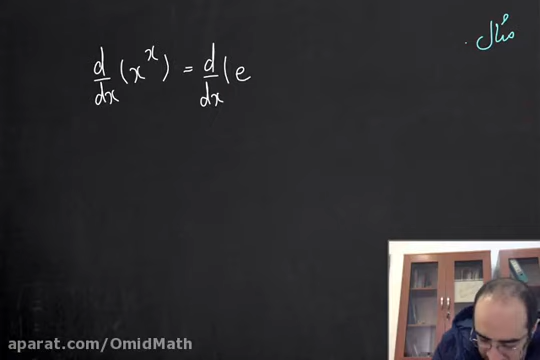 مثال.
d/dx (x^x) = d/dx (e
aparat.com/OmidMath